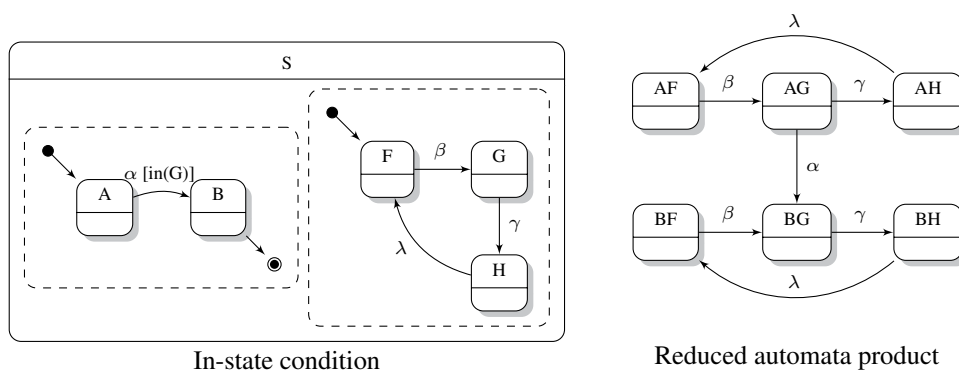 S
A
α [in(G)]
B
F
β
G
γ
λ
H
In-state condition
λ
AF
β
AG
γ
AH
α
BF
β
BG
γ
BH
λ
Reduced automata product